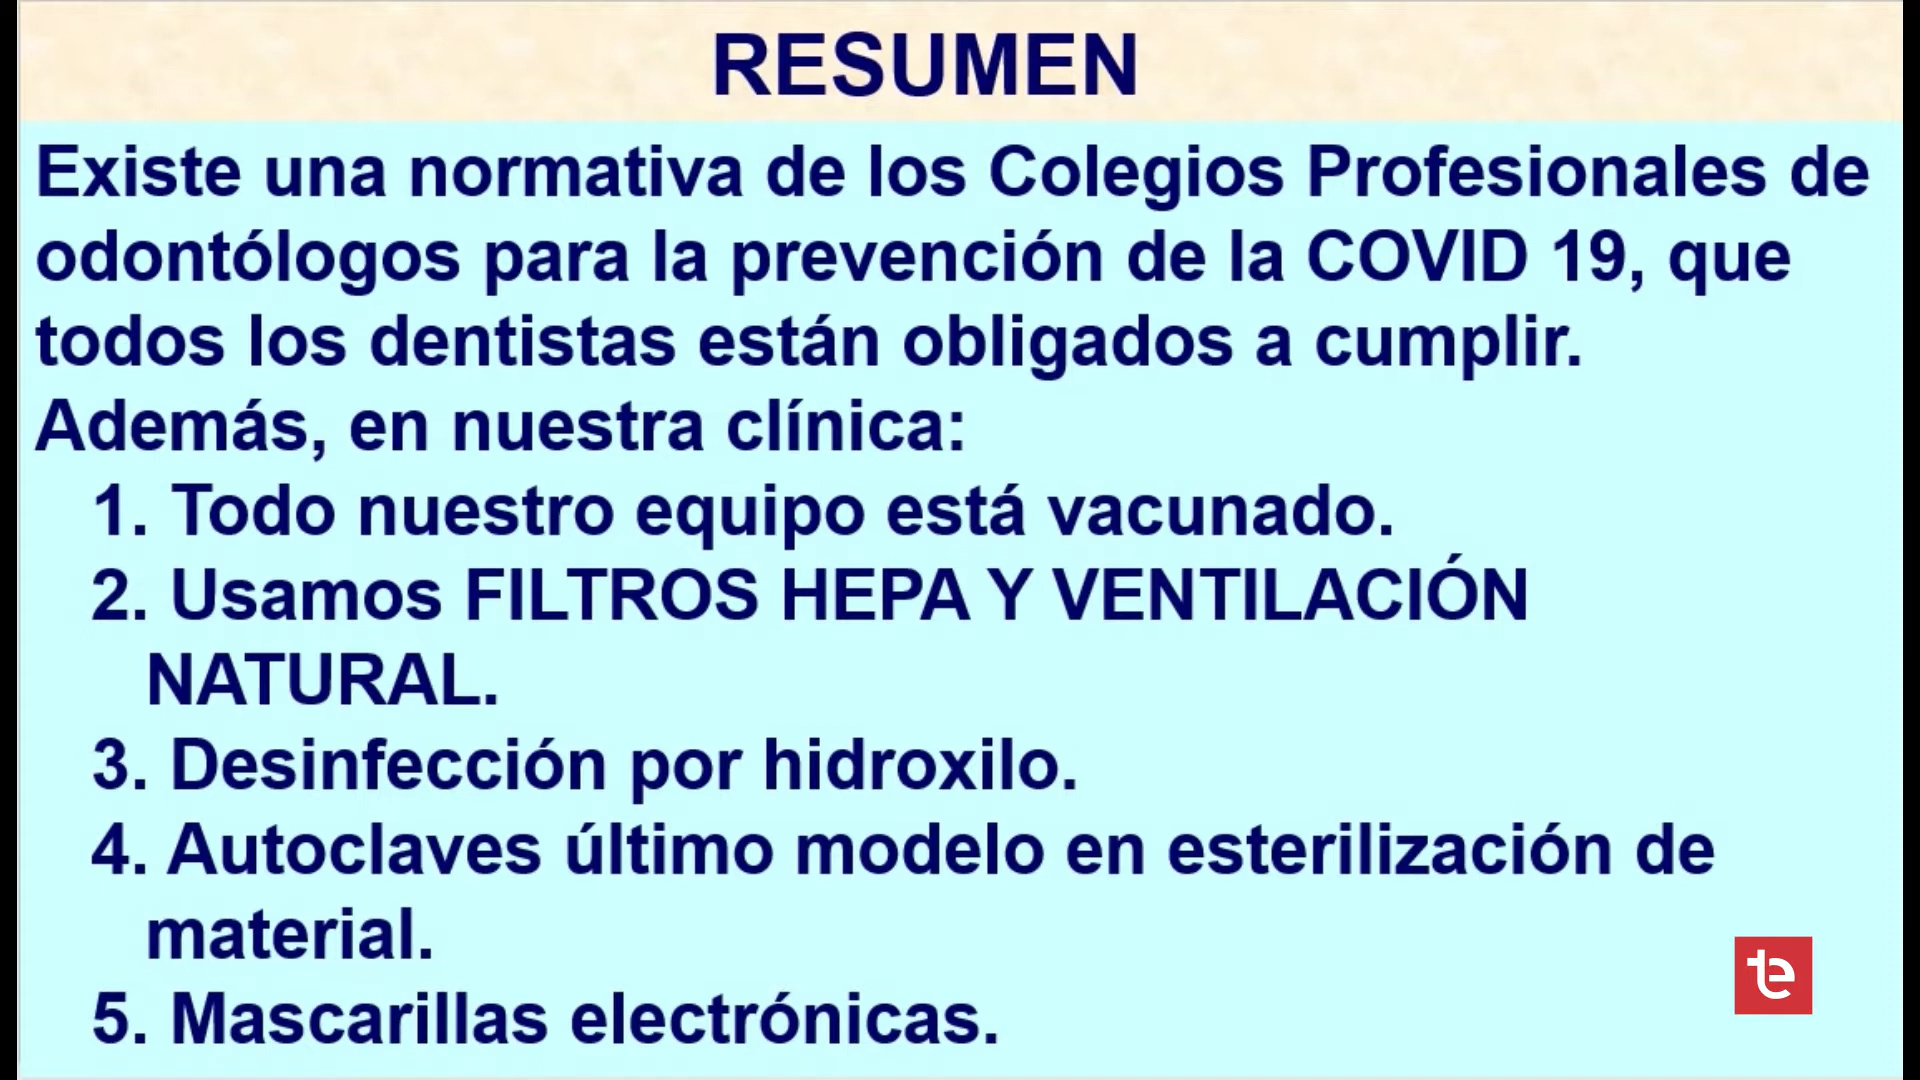 RESUMEN
Existe una normativa de los Colegios Profesionales de
odontólogos para la prevención de la COVID 19, que
todos los dentistas están obligados a cumplir.
Además, en nuestra clínica:
1. Todo nuestro equipo está vacunado.
2. Usamos FILTROS HEPA Y VENTILACIÓN
NATURAL.
3. Desinfección por hidroxilo.
4. Autoclaves último modelo en esterilización de
material.
5. Mascarillas electrónicas.
te